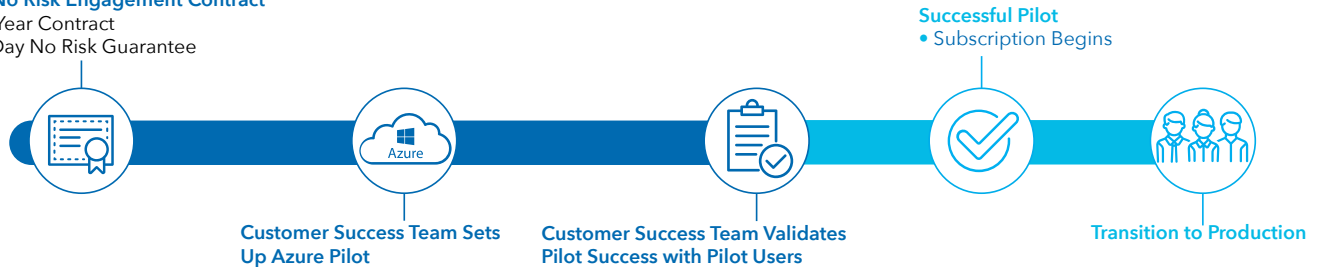 No Risk Engagement Contract
Year Contract
Day No Risk Guarantee
Successful Pilot
• Subscription Begins
Azure
Customer Success Team Sets
Up Azure Pilot
Customer Success Team Validates
Pilot Success with Pilot Users
Transition to Production